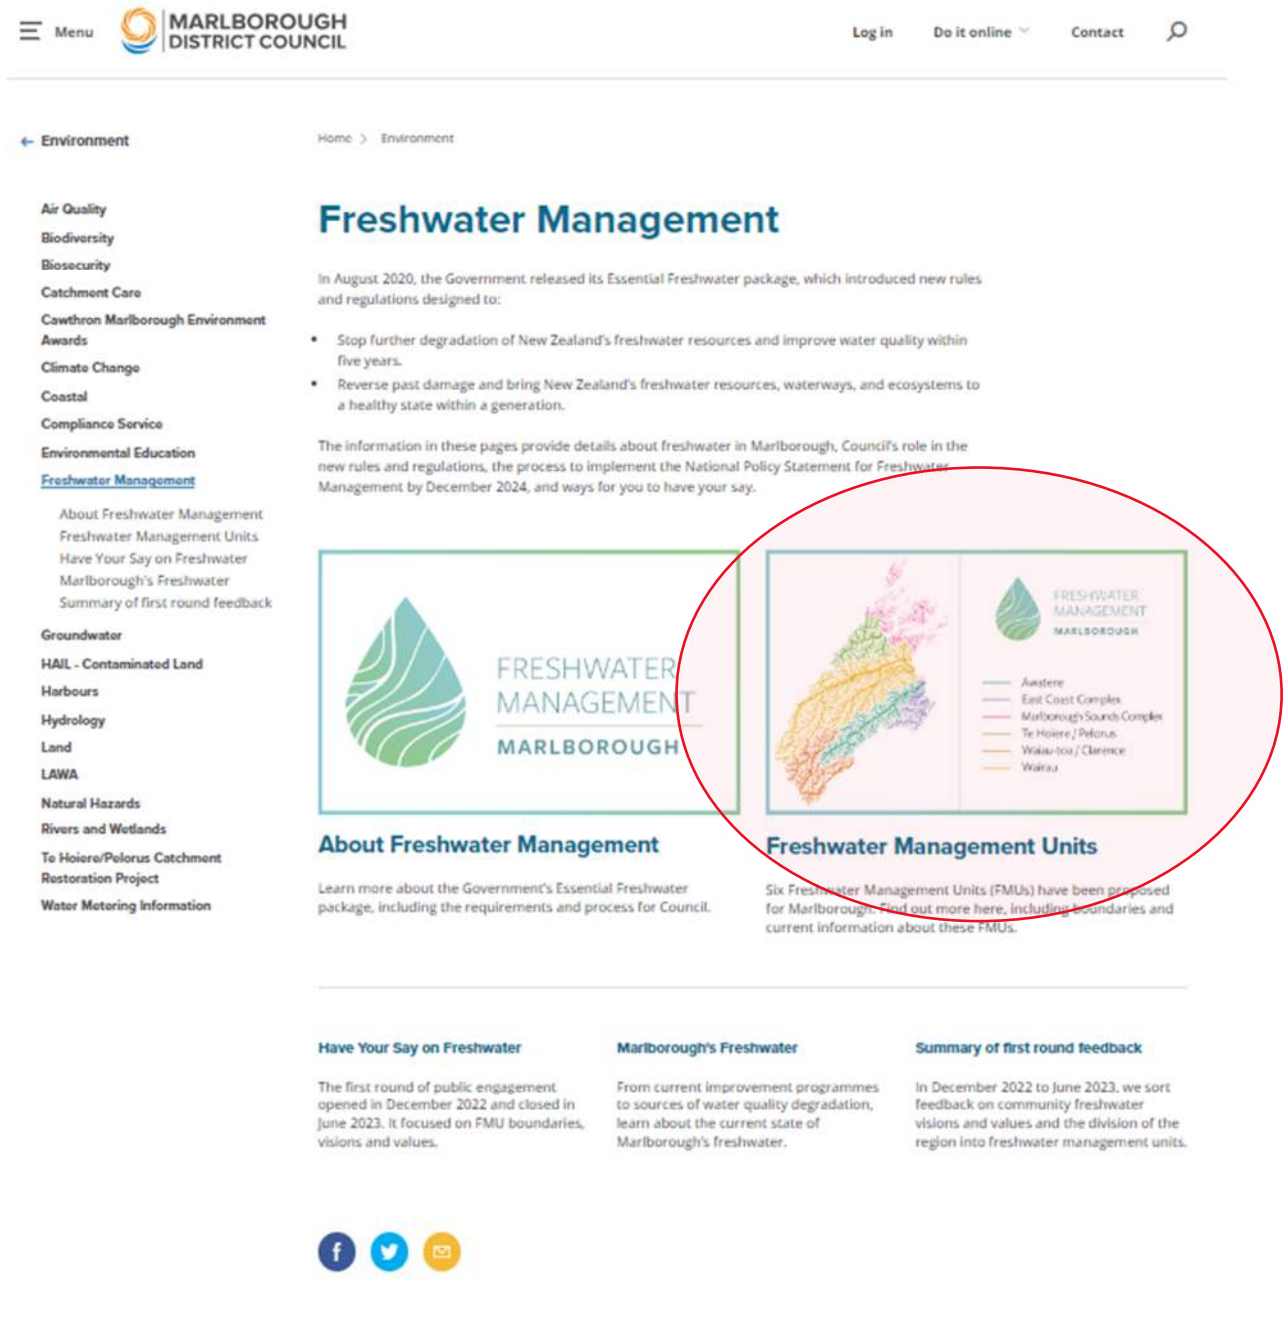 Menu
MARLBOROUGH
DISTRICT COUNCIL
Log in
Do it online
Contact
Environment
Home > Environment
Air Quality
Biodiversity
Biosecurity
Catchment Care
Cawthron Marlborough Environment
Awards
Climate Change
Coastal
Compliance Service
Environmental Education
Freshwater Management
About Freshwater Management
Freshwater Management Units
Have Your Say on Freshwater
Marlborough's Freshwater
Summary of first round feedback
Groundwater
HAIL - Contaminated Land
Harbours
Hydrology
Land
LAWA
Natural Hazards
Rivers and Wetlands
Te Hoiere/Pelorus Catchment
Restoration Project
Water Metering Information
Freshwater Management
In August 2020, the Government released its Essential Freshwater package, which introduced new rules
and regulations designed to:
• Stop further degradation of New Zealand's freshwater resources and improve water quality within
five years.
• Reverse past damage and bring New Zealand's freshwater resources, waterways, and ecosystems to
a healthy state within a generation.
The information in these pages provide details about freshwater in Marlborough, Council's role in the
new rules and regulations, the process to implement the National Policy Statement for Freshwater
Management by December 2024, and ways for you to have your say.
FRESHWATER
MANAGEMENT
MARLBOROUGH
About Freshwater Management
Learn more about the Government's Essential Freshwater
package, including the requirements and process for Council.
FRESHWATER
MANAGEMENT
MARLBOROUGH
Awatere
East Coast Complex
Marlborough Sounds Complex
Te Hoiere / Pelorus
Waiau-toa / Clarence
Wairau
Freshwater Management Units
Six Freshwater Management Units (FMUs) have been proposed
for Marlborough. Find out more here, including boundaries and
current information about these FMUs.
Have Your Say on Freshwater
The first round of public engagement
opened in December 2022 and closed in
June 2023. It focused on FMU boundaries,
visions and values.
Marlborough's Freshwater
From current improvement programmes
to sources of water quality degradation,
learn about the current state of
Marlborough's freshwater.
Summary of first round feedback
In December 2022 to June 2023, we sort
feedback on community freshwater
visions and values and the division of the
region into freshwater management units.